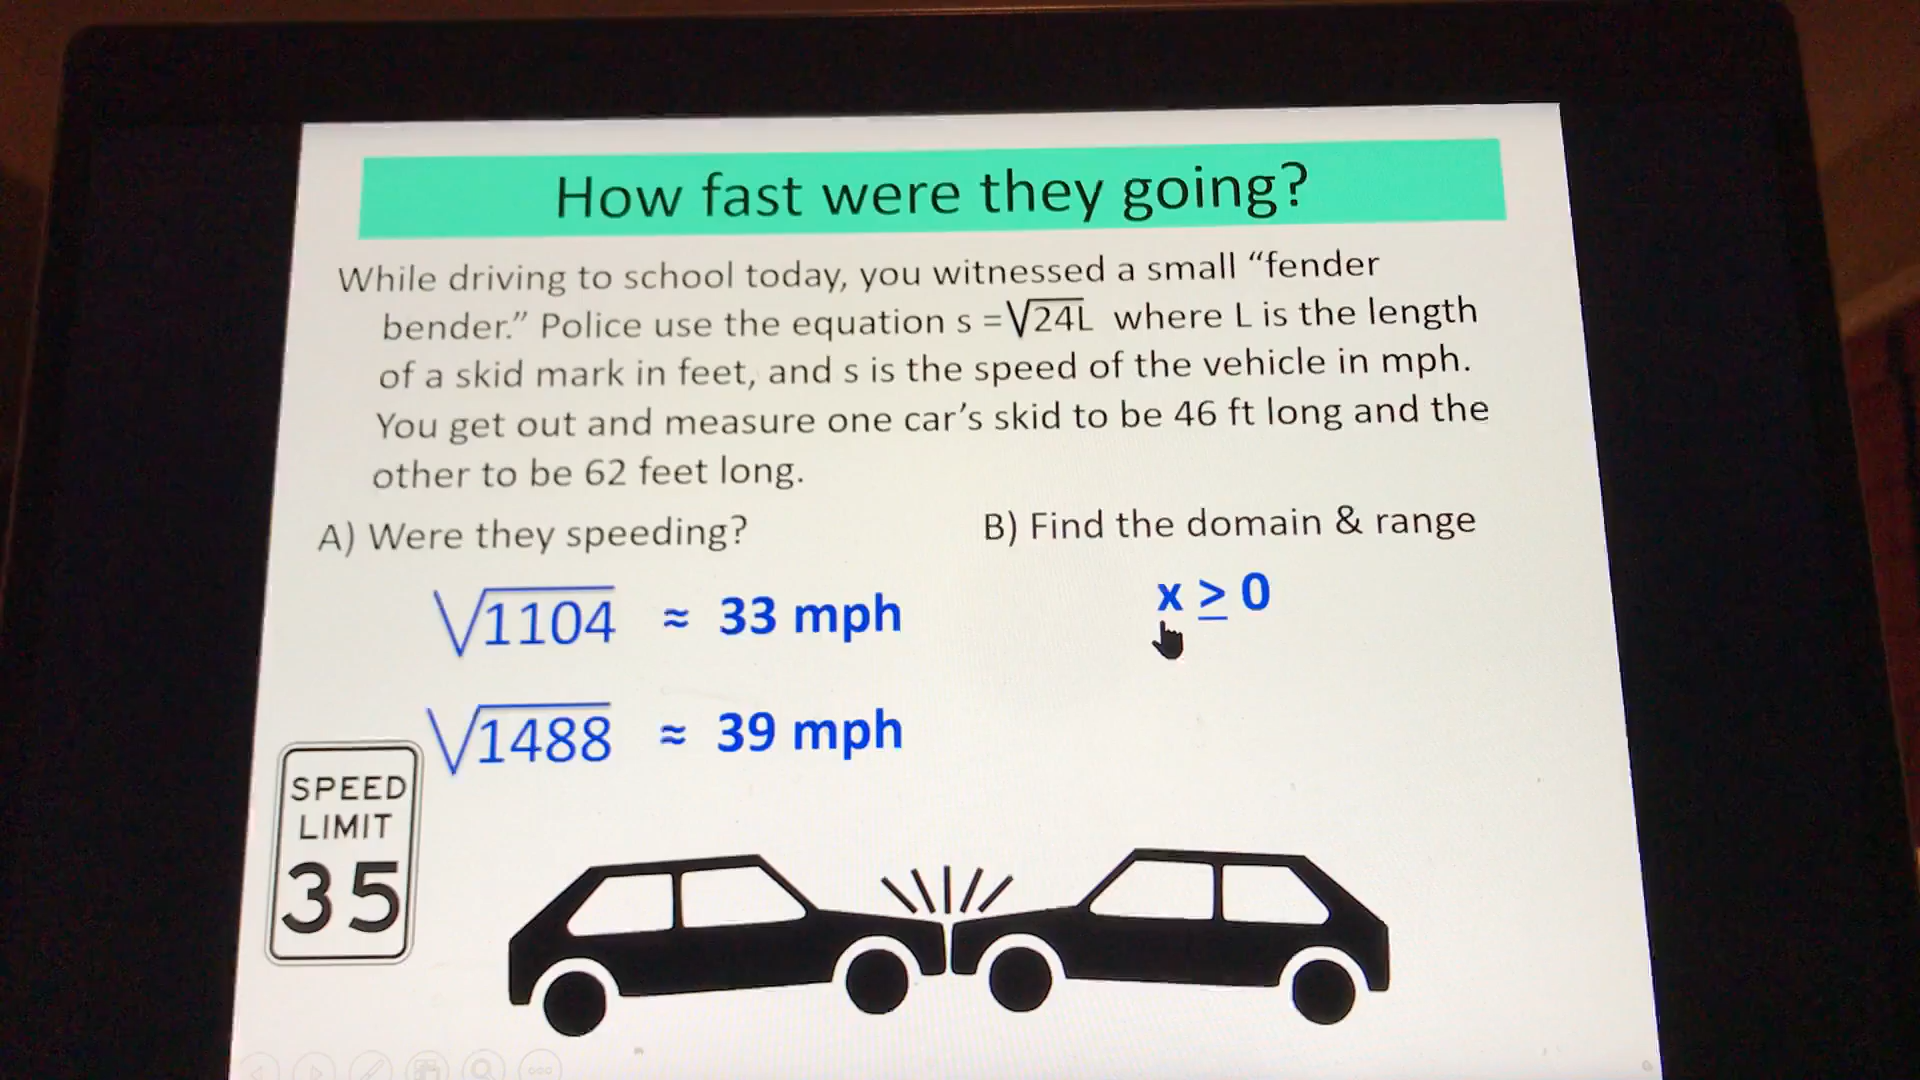 How fast were they going?
While driving to school today, you witnessed a small “fender
bender.” Police use the equation s =√24L where L is the length
of a skid mark in feet, and s is the speed of the vehicle in mph.
You get out and measure one car’s skid to be 46 ft long and the
other to be 62 feet long.
A) Were they speeding?
B) Find the domain & range
√1104 ≈ 33 mph
x ≥ 0
√1488 ≈ 39 mph
SPEED
LIMIT
35